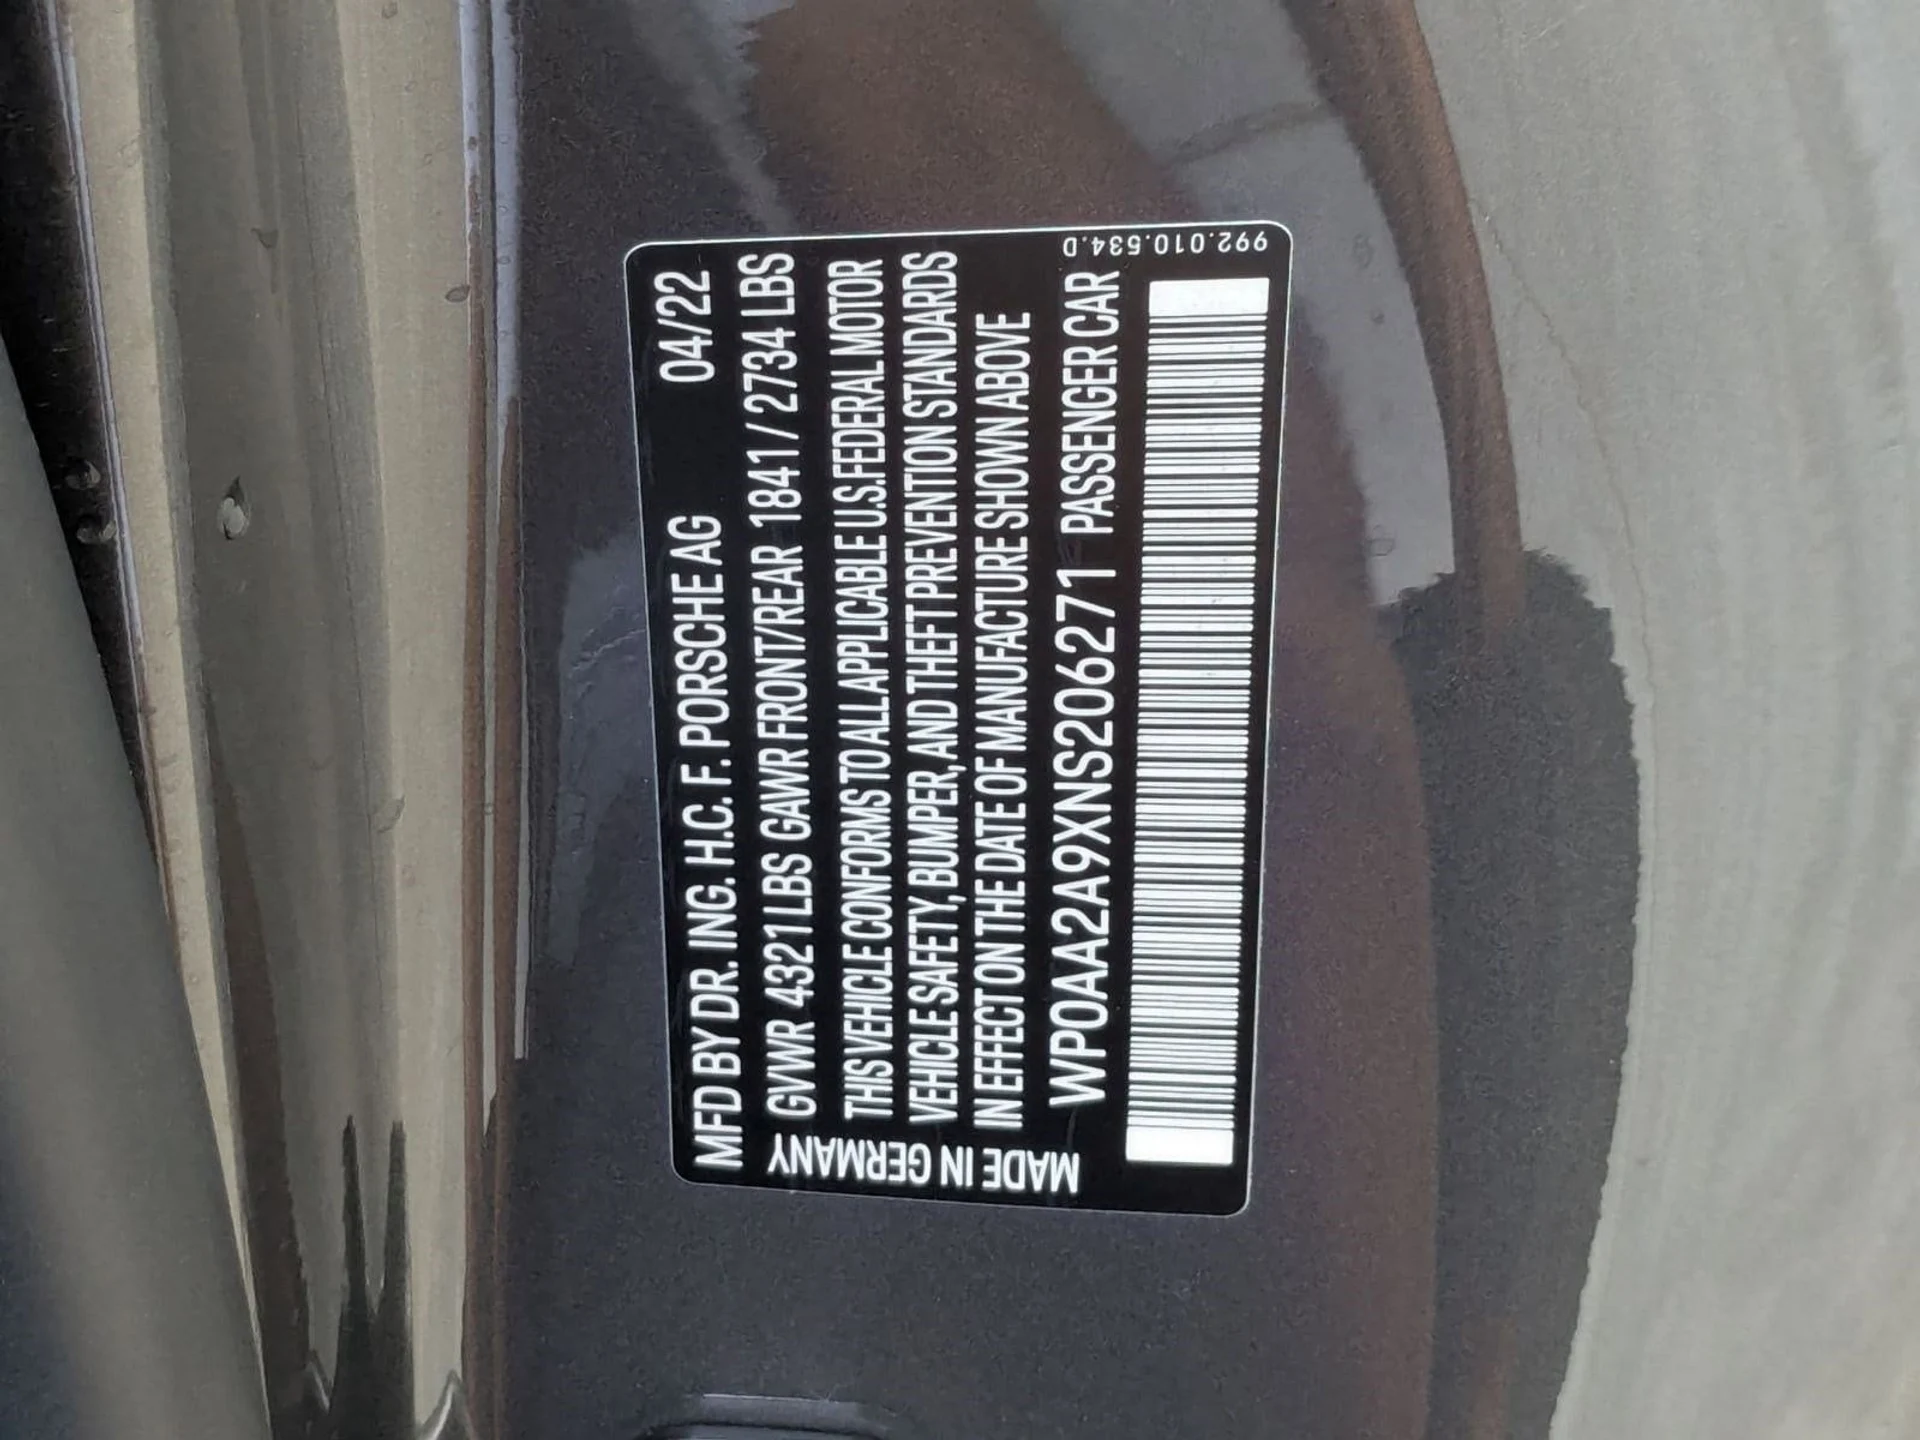 MFD BY DR. ING. H.C. F. PORSCHE AG 04/22
GVWR 4321 LBS GAWR FRONT/REAR 1841 / 2734 LBS
THIS VEHICLE CONFORMS TO ALL APPLICABLE U.S. FEDERAL MOTOR
VEHICLE SAFETY, BUMPER, AND THEFT PREVENTION STANDARDS
IN EFFECT ON THE DATE OF MANUFACTURE SHOWN ABOVE
WP0AA2A9XNS206271 PASSENGER CAR
MADE IN GERMANY
992.010.534.D